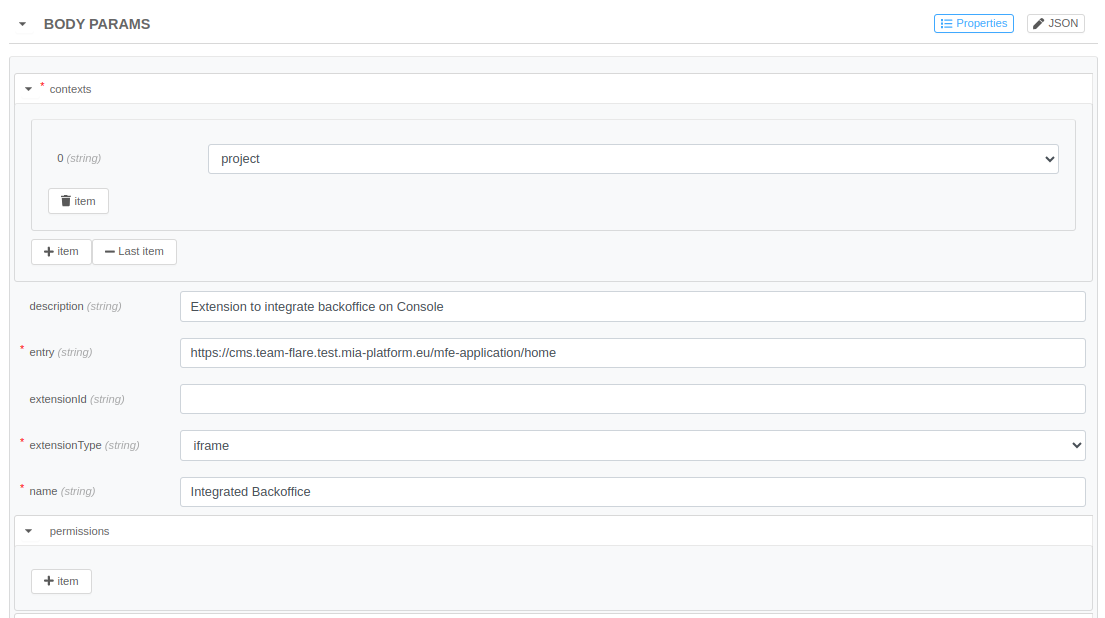 BODY PARAMS
Properties
JSON
* contexts
0 (string)
project
item
item
Last item
description (string)
Extension to integrate backoffice on Console
* entry (string)
https://cms.team-flare.test.mia-platform.eu/mfe-application/home
extensionId (string)
* extensionType (string)
iframe
* name (string)
Integrated Backoffice
permissions
item